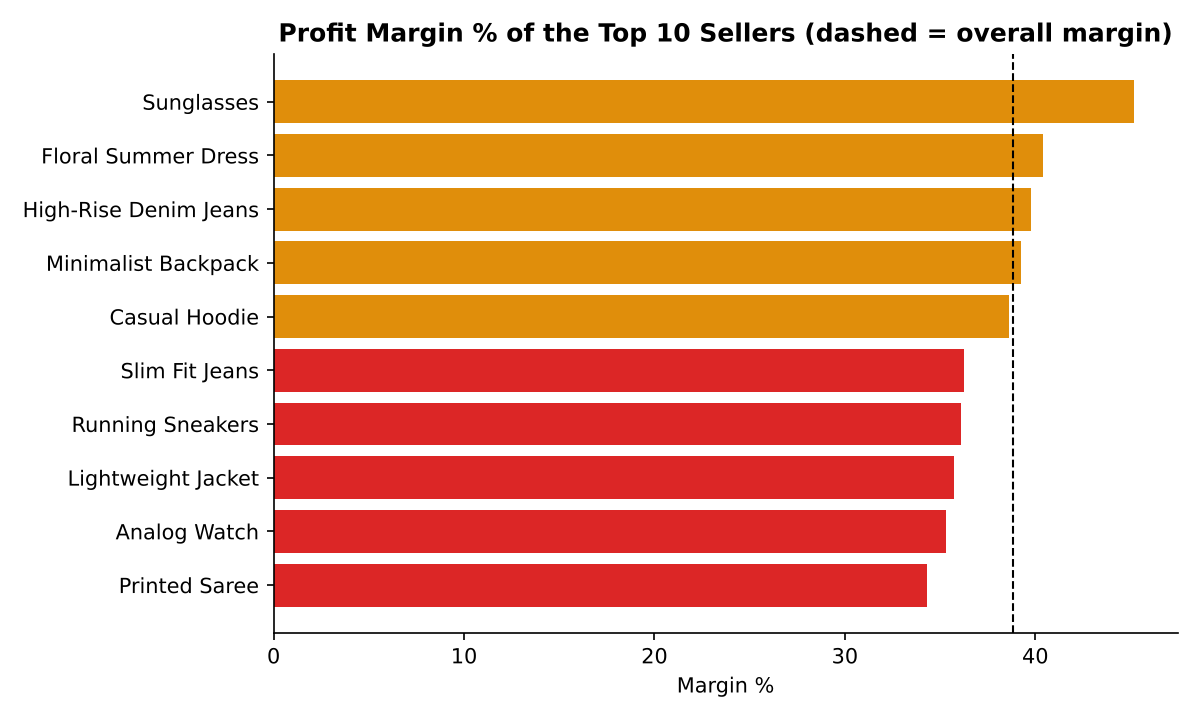 Profit Margin % of the Top 10 Sellers (dashed = overall margin)
Sunglasses
Floral Summer Dress
High-Rise Denim Jeans
Minimalist Backpack
Casual Hoodie
Slim Fit Jeans
Running Sneakers
Lightweight Jacket
Analog Watch
Printed Saree
0 10 20 30 40
Margin %